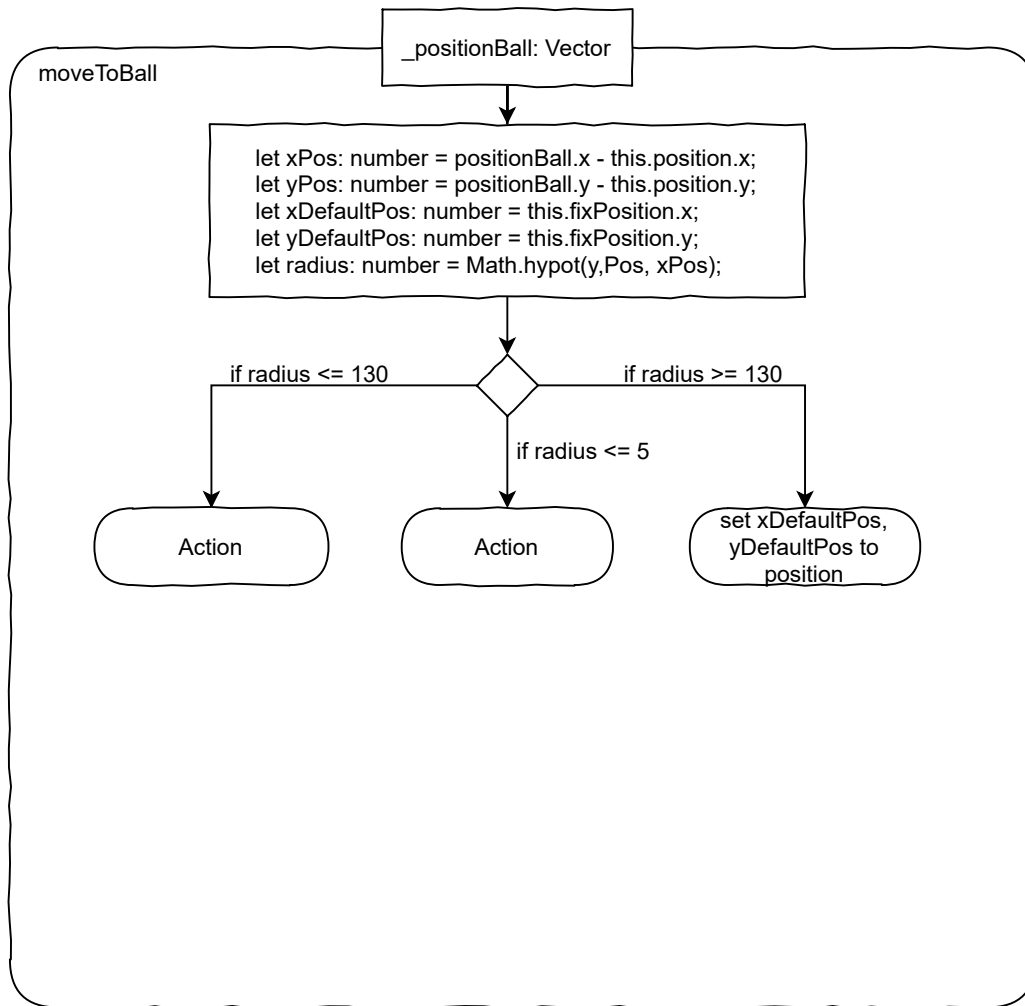 _positionBall: Vector
moveToBall
let xPos: number = positionBall.x - this.position.x;
let yPos: number = positionBall.y - this.position.y;
let xDefaultPos: number = this.fixPosition.x;
let yDefaultPos: number = this.fixPosition.y;
let radius: number = Math.hypot(y,Pos, xPos);
if radius <= 130
if radius >= 130
if radius <= 5
Action
Action
set xDefaultPos,
yDefaultPos to
position